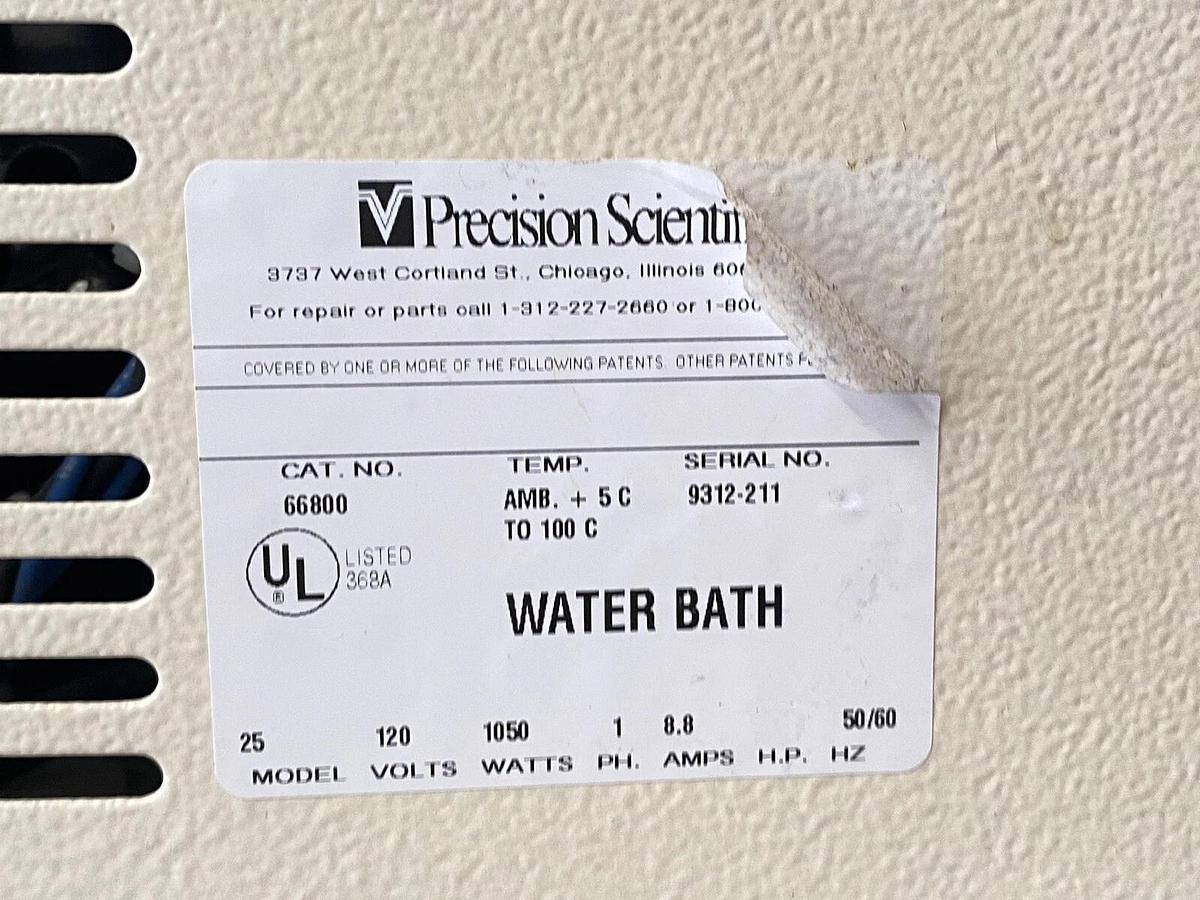 Precision Scientif
3737 West Cortland St., Chicago, Illinois 60
For repair or parts call 1-312-227-2660 or 1-800
COVERED BY ONE OR MORE OF THE FOLLOWING PATENTS. OTHER PATENTS
CAT. NO. TEMP. SERIAL NO.
66800 AMB. + 5 C 9312-211
TO 100 C
UL® LISTED
368A
WATER BATH
25 120 1050 1 8.8 50/60
MODEL VOLTS WATTS PH. AMPS H.P. HZ